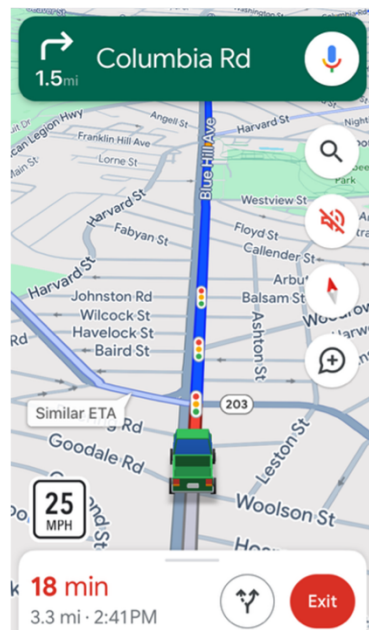 Columbia Rd
1.5 mi
Angell St
Harvard St
Franklin Hill Ave
Lorne St
Blue Hill Ave
Park
Westview St
Harvard St
Fabyan St
Floyd St
Callender St
Harvard St
Johnston Rd
Balsam St
Wilcock St
Havelock St
Baird St
Ashton St
Rd
203
Similar ETA
Goodale Rd
Leston St
25
MPH
Woolson St
18 min
3.3 mi · 2:41 PM
Exit